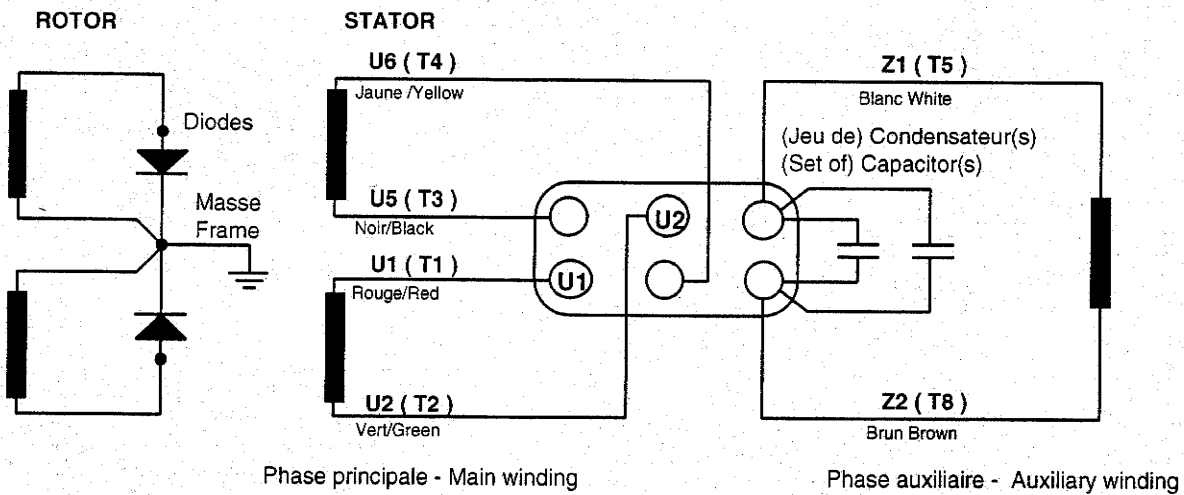 ROTOR
STATOR
U6 ( T4 )
Jaune /Yellow
Z1 ( T5 )
Blanc White
Diodes
(Jeu de) Condensateur(s)
(Set of) Capacitor(s)
Masse
Frame
U5 ( T3 )
Noir/Black
U2
U1 ( T1 )
Rouge/Red
U1
U2 ( T2 )
Vert/Green
Z2 ( T8 )
Brun Brown
Phase principale - Main winding
Phase auxiliaire - Auxiliary winding